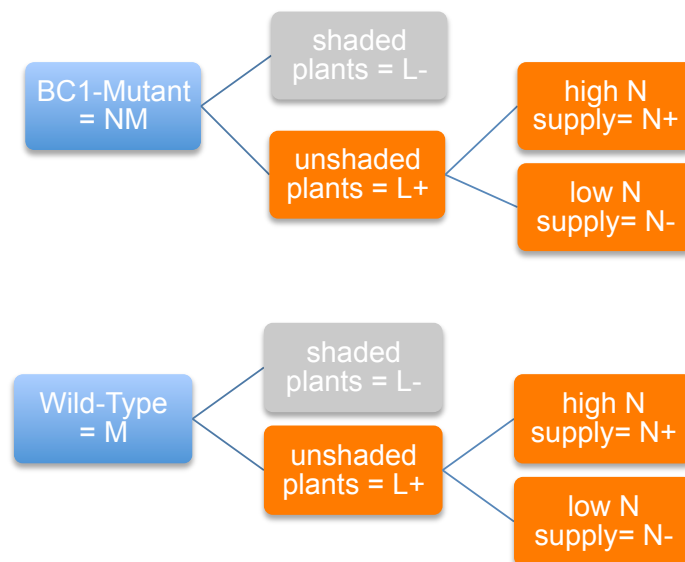 shaded
plants = L-
BC1-Mutant
= NM
high N
supply= N+
unshaded
plants = L+
low N
supply= N-
shaded
plants = L-
Wild-Type
= M
high N
supply= N+
unshaded
plants = L+
low N
supply= N-